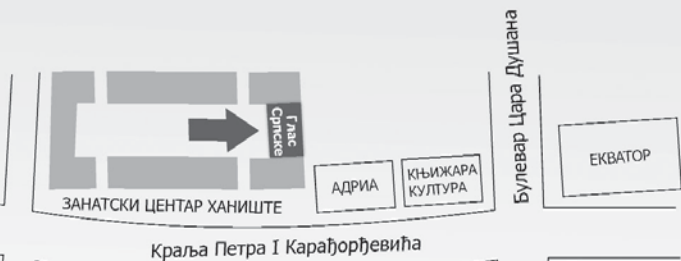 Глас
Српске
АДРИА
КЊИЖАРА
КУЛТУРА
Булевар Цара Душана
ЕКВАТОР
ЗАНАТСКИ ЦЕНТАР ХАНИШТЕ
Краља Петра I Карађорђевића